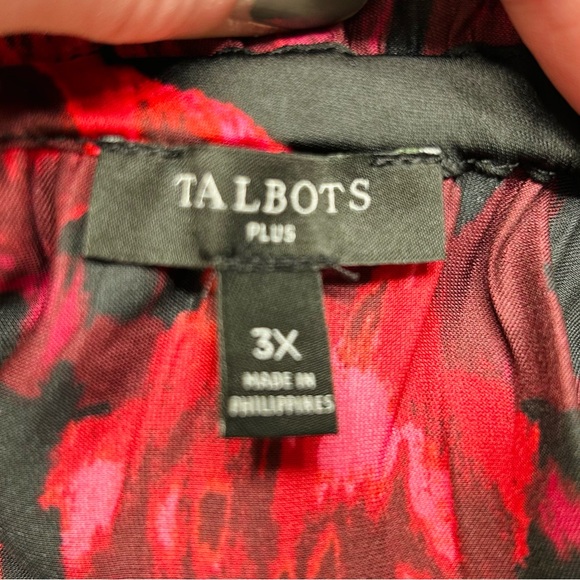 TALBOTS
PLUS
3X
MADE IN
PHILIPPINES